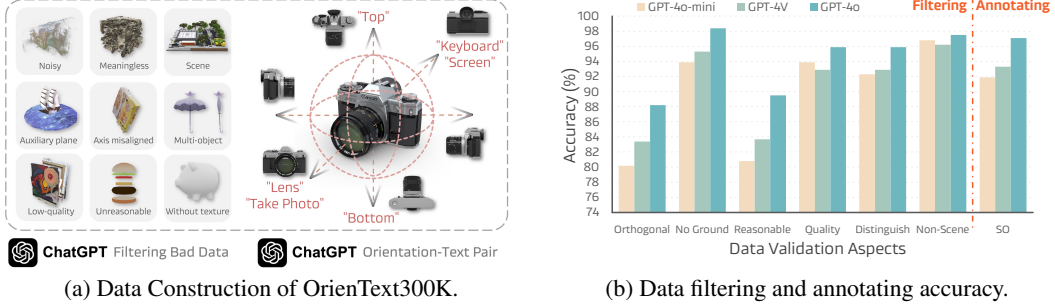 Noisy
Meaningless
Scene
Auxiliary plane
Axis misaligned
Multi-object
Low-quality
Unreasonable
Without texture
"Top"
"Keyboard"
"Screen"
"Lens"
"Take Photo"
"Bottom"
ChatGPT Filtering Bad Data
ChatGPT Orientation-Text Pair
(a) Data Construction of OrienText300K.
GPT-4o-mini GPT-4V GPT-4o
Filtering Annotating
Accuracy (%)
100
98
96
94
92
90
88
86
84
82
80
78
76
74
Orthogonal No Ground Reasonable Quality Distinguish Non-Scene SO
Data Validation Aspects
(b) Data filtering and annotating accuracy.